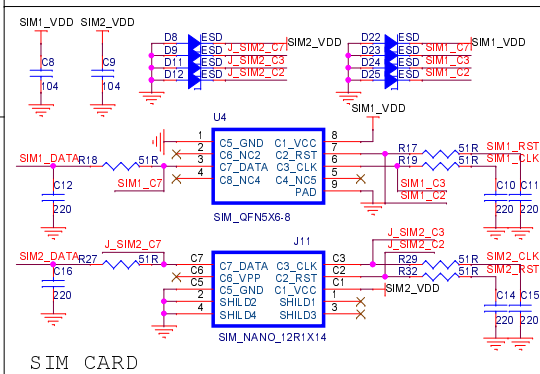 SIM1_VDD SIM2_VDD
D8 ESD SIM2_VDD D22 ESD SIM1_VDD
D9 ESD J_SIM2_C7 D23 ESD SIM1_C7
D11 ESD J_SIM2_C3 D24 ESD SIM1_C3
D12 ESD J_SIM2_C2 D25 ESD SIM1_C2
C8 C9
104 104
SIM1_VDD
U4
1 C5_GND C1_VCC 8
2 C6_NC2 C2_RST 7 R17 51R SIM1_RST
SIM1_DATA R18 51R 3 C7_DATA C3_CLK 6 R19 51R SIM1_CLK
4 C8_NC4 C4_NC5 5
PAD 9
SIM1_C7 SIM1_C3
SIM1_C2
C12 C10 C11
220 220 220
SIM_QFN5X6-8
J_SIM2_C3
J_SIM2_C7 J11 J_SIM2_C2
SIM2_DATA R27 51R C7 C7_DATA C3_CLK C3 R29 51R SIM2_CLK
C6 C6_VPP C2_RST C2 R32 51R SIM2_RST
C5 C5_GND C1_VCC C1 SIM2_VDD
2 SHILD2 SHILD1 1
4 SHILD4 SHILD3 3
C16 C14 C15
220 220 220
SIM_NANO_12R1X14
SIM CARD